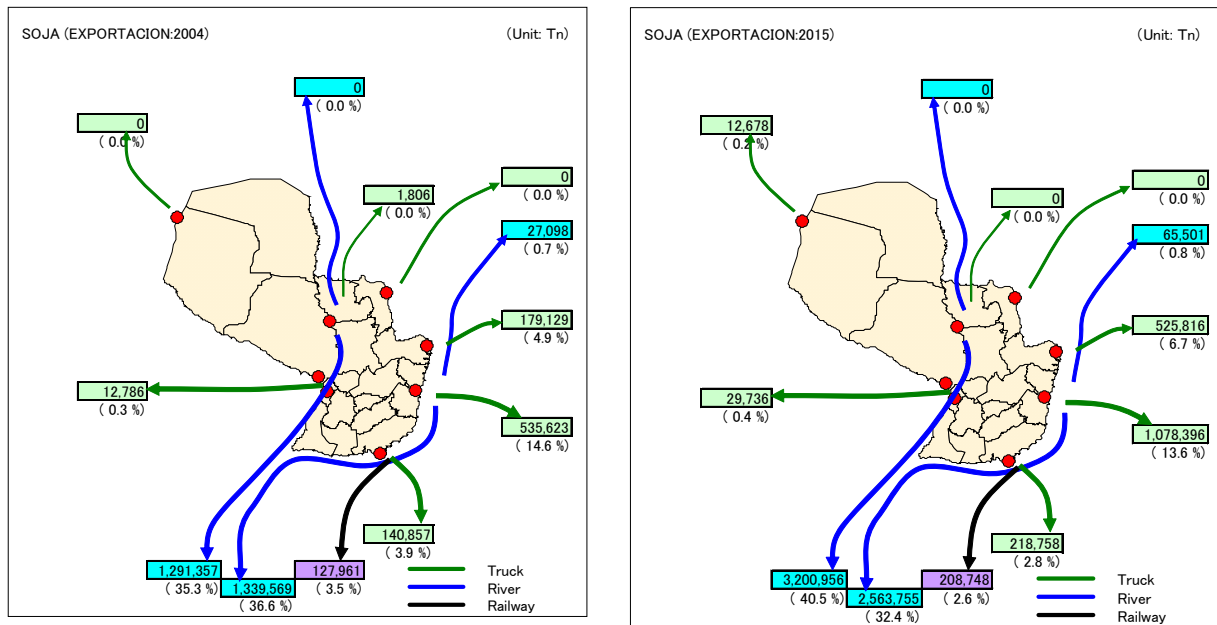 SOJA (EXPORTACION:2004) (Unit: Tn)
0
( 0.0 %)
0
( 0.0 %)
0
( 0.0 %)
1,806
( 0.0 %)
27,098
( 0.7 %)
179,129
( 4.9 %)
12,786
( 0.3 %)
535,623
( 14.6 %)
140,857
( 3.9 %)
1,291,357
( 35.3 %)
1,339,569
( 36.6 %)
127,961
( 3.5 %)
Truck
River
Railway
SOJA (EXPORTACION:2015) (Unit: Tn)
0
( 0.0 %)
12,678
( 0.2 %)
0
( 0.0 %)
0
( 0.0 %)
65,501
( 0.8 %)
525,816
( 6.7 %)
29,736
( 0.4 %)
1,078,396
( 13.6 %)
218,758
( 2.8 %)
3,200,956
( 40.5 %)
2,563,755
( 32.4 %)
208,748
( 2.6 %)
Truck
River
Railway